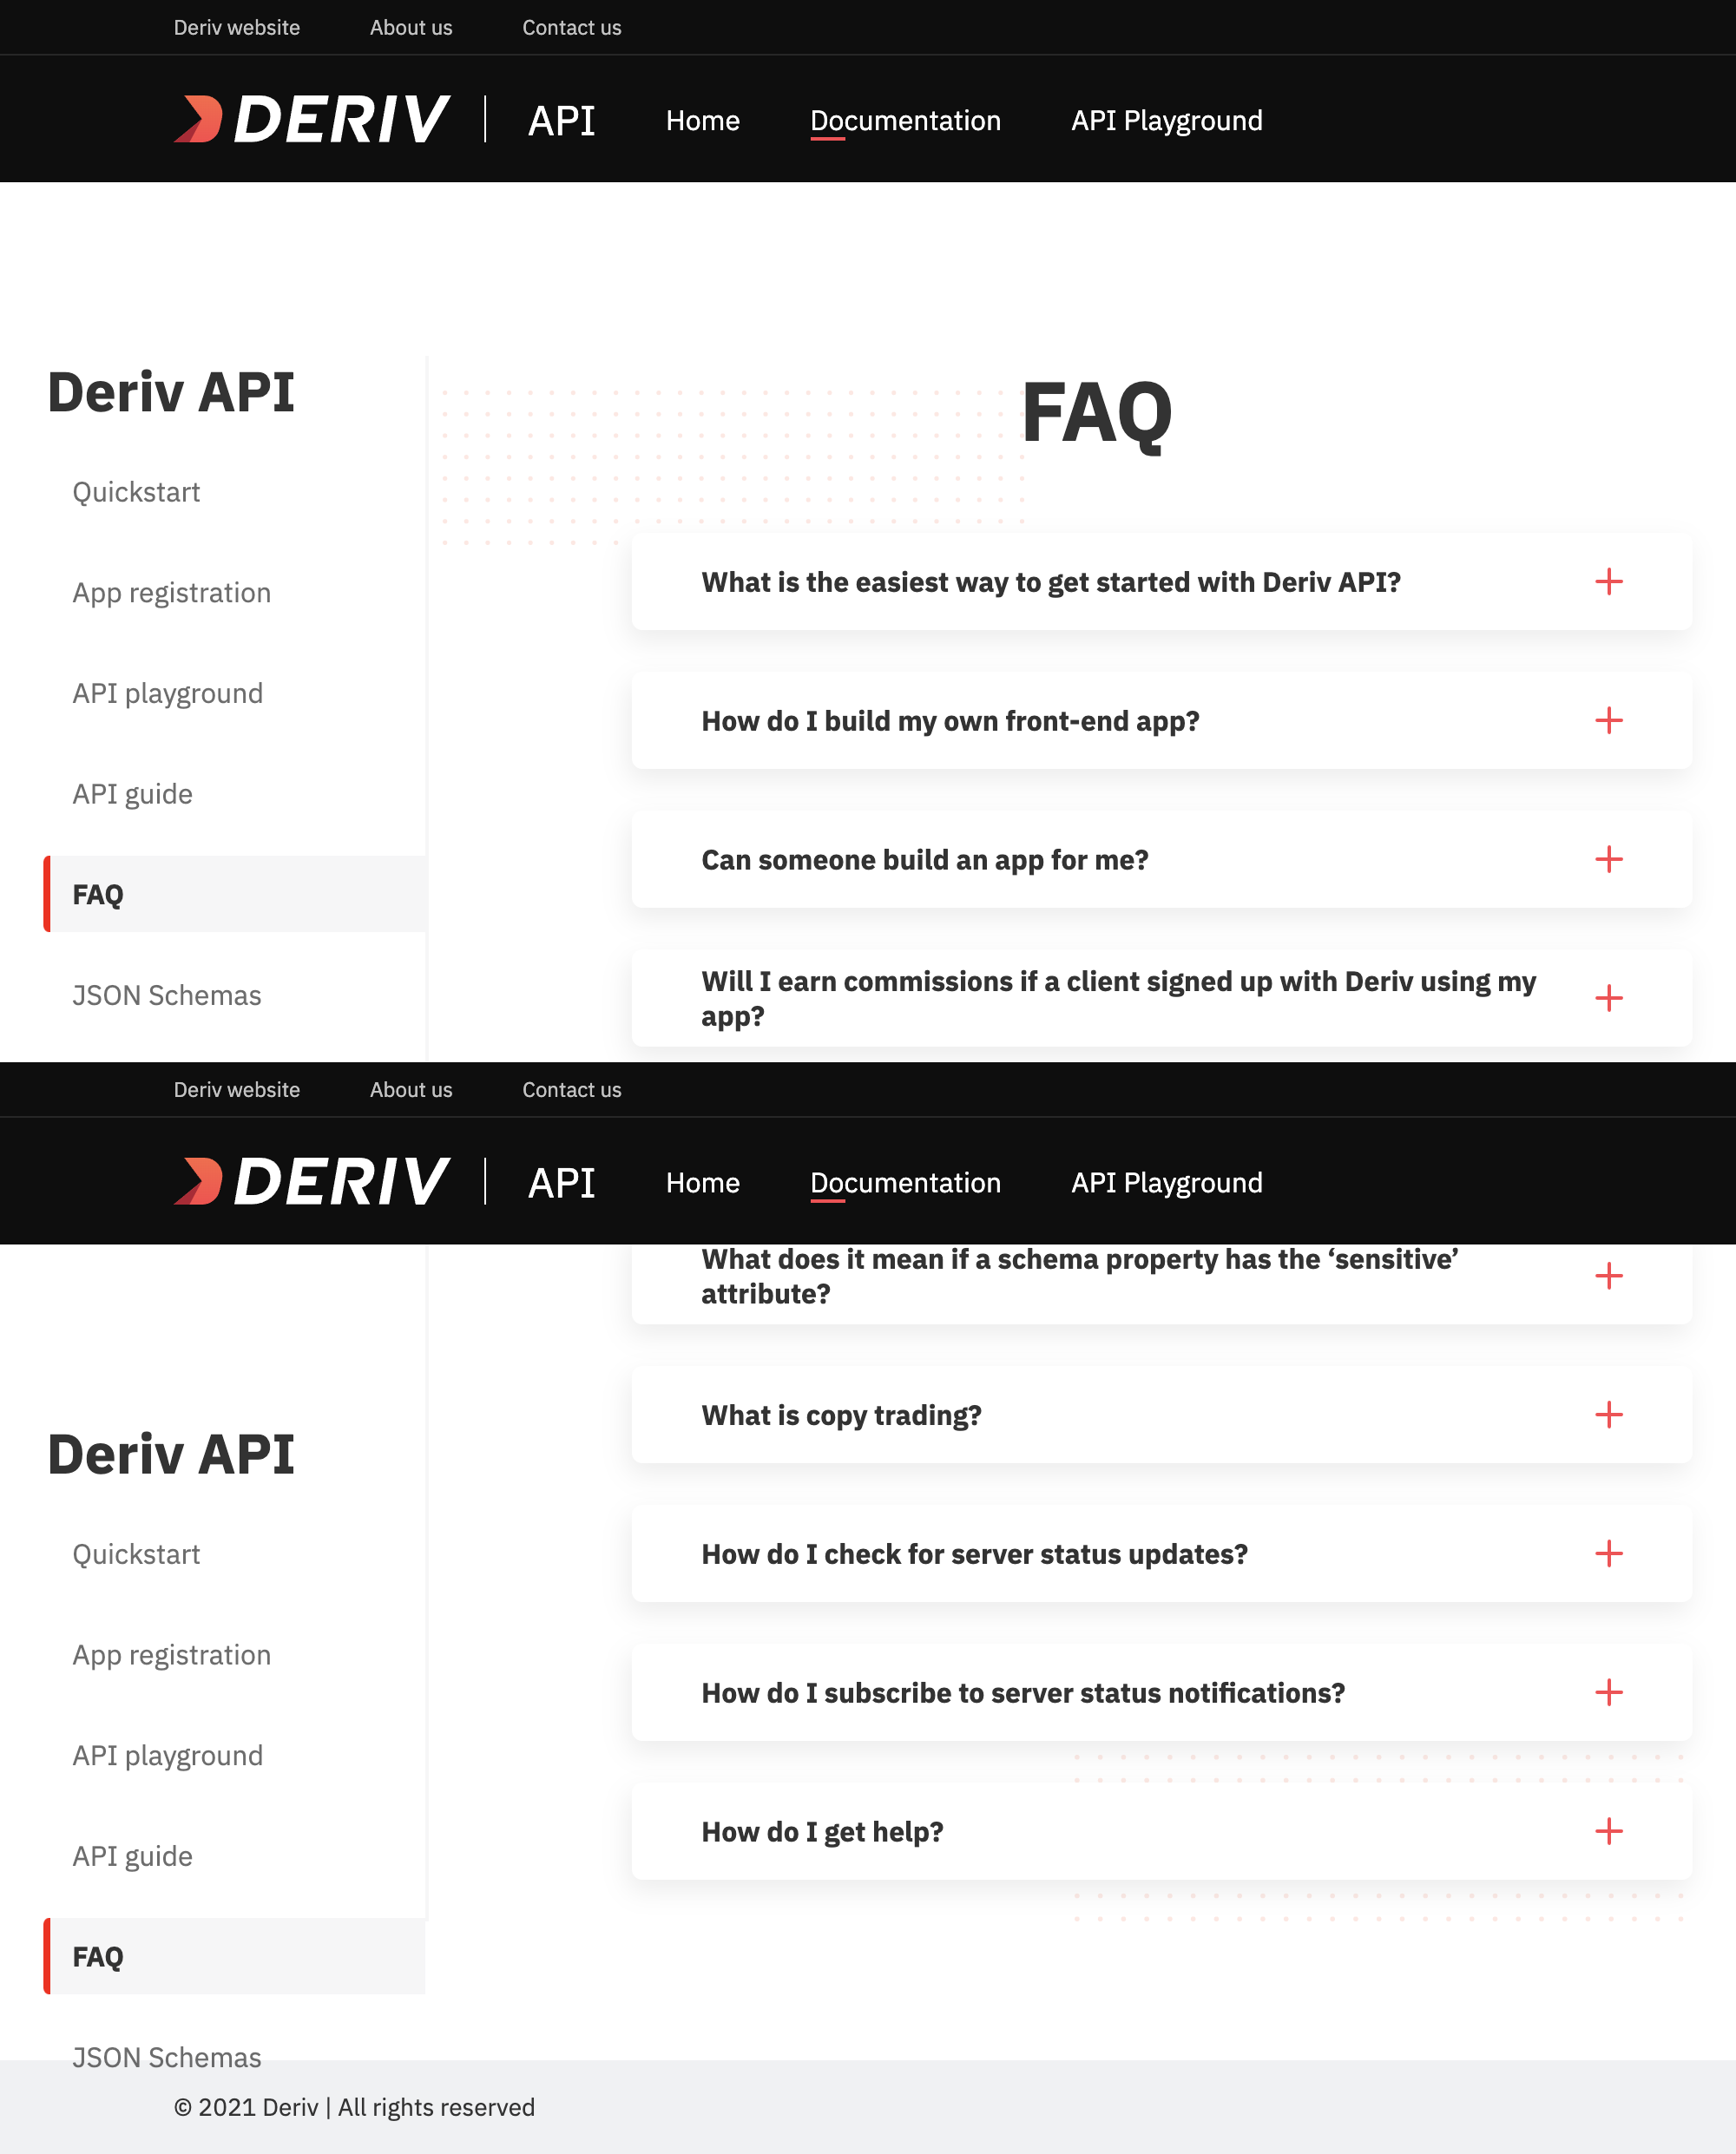 Deriv website About us Contact us
DERIV API Home Documentation API Playground
Deriv API
Quickstart
App registration
API playground
API guide
FAQ
JSON Schemas
FAQ
What is the easiest way to get started with Deriv API?
How do I build my own front-end app?
Can someone build an app for me?
Will I earn commissions if a client signed up with Deriv using my
app?
Deriv website About us Contact us
DERIV API Home Documentation API Playground
Deriv API
Quickstart
App registration
API playground
API guide
FAQ
JSON Schemas
What does it mean if a schema property has the ‘sensitive’
attribute?
What is copy trading?
How do I check for server status updates?
How do I subscribe to server status notifications?
How do I get help?
© 2021 Deriv | All rights reserved